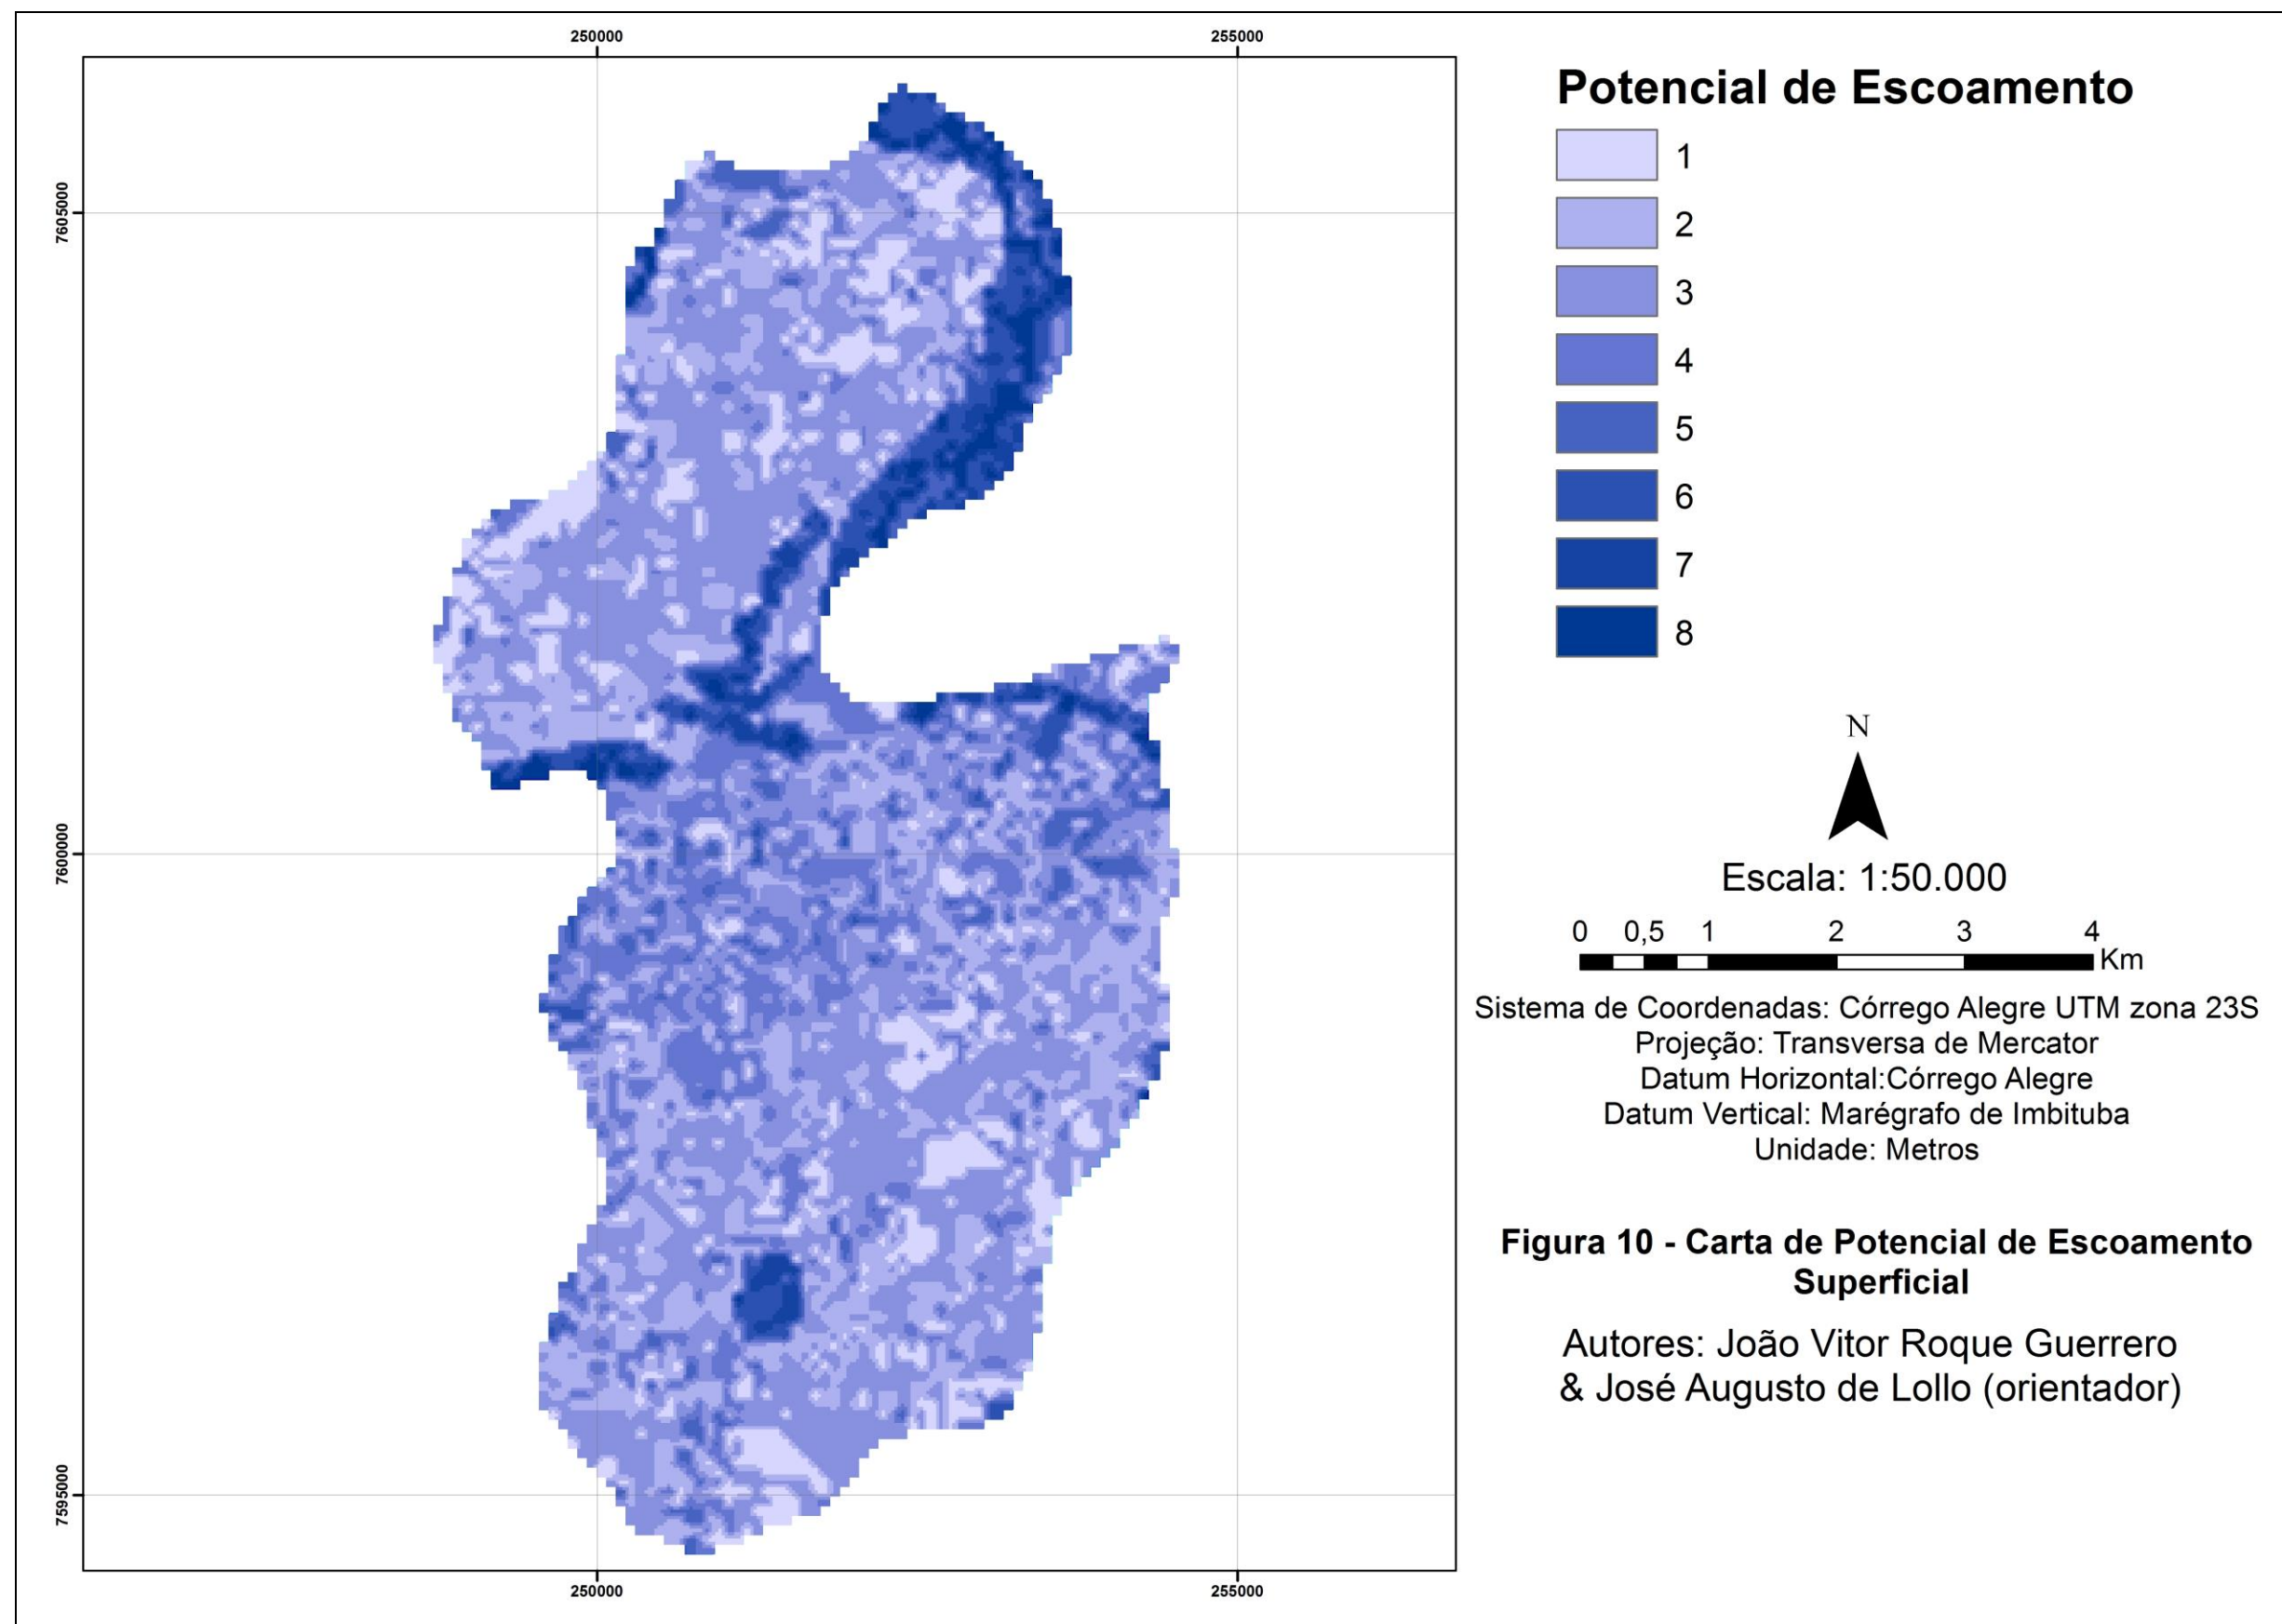 250000
255000
7605000
7600000
7595000
250000
255000
Potencial de Escoamento
1
2
3
4
5
6
7
8
N
Escala: 1:50.000
0 0,5 1 2 3 4
Km
Sistema de Coordenadas: Córrego Alegre UTM zona 23S
Projeção: Transversa de Mercator
Datum Horizontal:Córrego Alegre
Datum Vertical: Marégrafo de Imbituba
Unidade: Metros
Figura 10 - Carta de Potencial de Escoamento
Superficial
Autores: João Vitor Roque Guerrero
& José Augusto de Lollo (orientador)